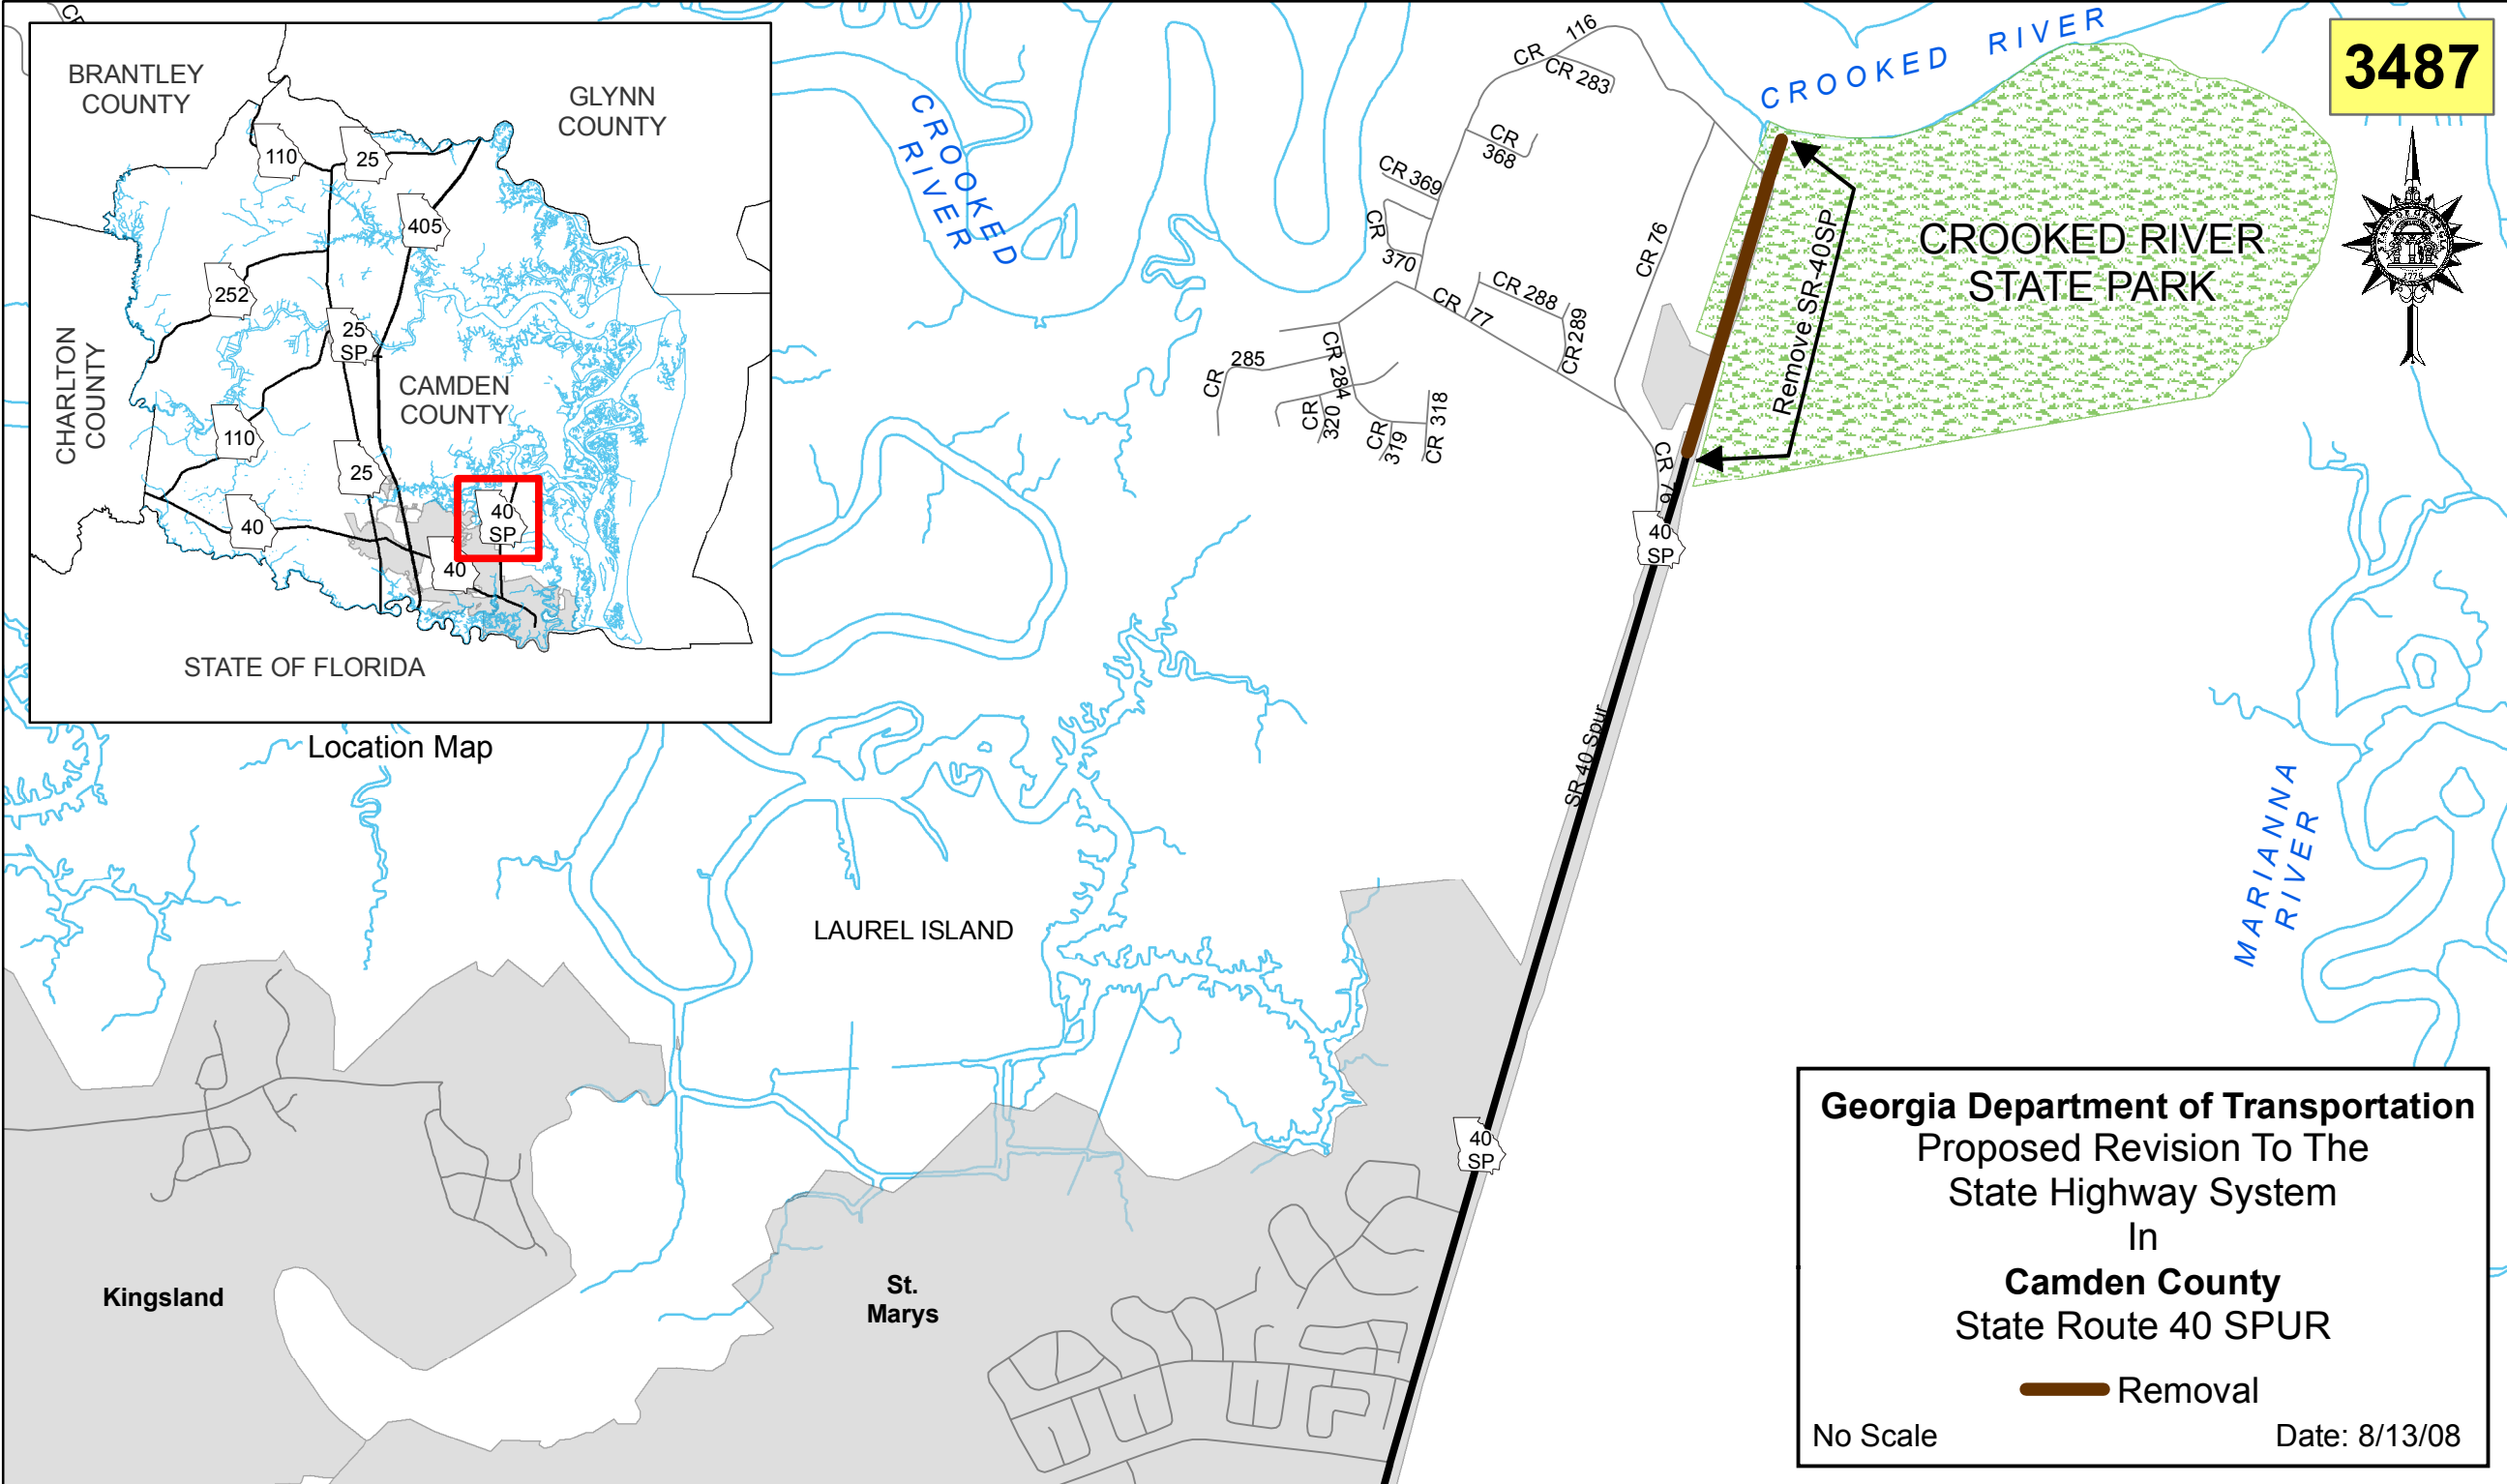 3487
BRANTLEY
COUNTY
GLYNN
COUNTY
110
25
405
252
25
SP
CHARLTON
COUNTY
CAMDEN
COUNTY
110
25
40
40
SP
40
STATE OF FLORIDA
Location Map
CROOKED
RIVER
CROOKED RIVER
CR 116
CR 283
CR
368
CR 369
CR
370
CR 76
CR 288
CR 77
CR 289
CR 285
CR 284
CR
320
CR
319
CR 318
CR 76
Remove SR-40SP
CROOKED RIVER
STATE PARK
1775
40
SP
SR 40 Spur
MARIANNA
RIVER
LAUREL ISLAND
40
SP
Kingsland
St.
Marys
Georgia Department of Transportation
Proposed Revision To The
State Highway System
In
Camden County
State Route 40 SPUR
Removal
No Scale
Date: 8/13/08